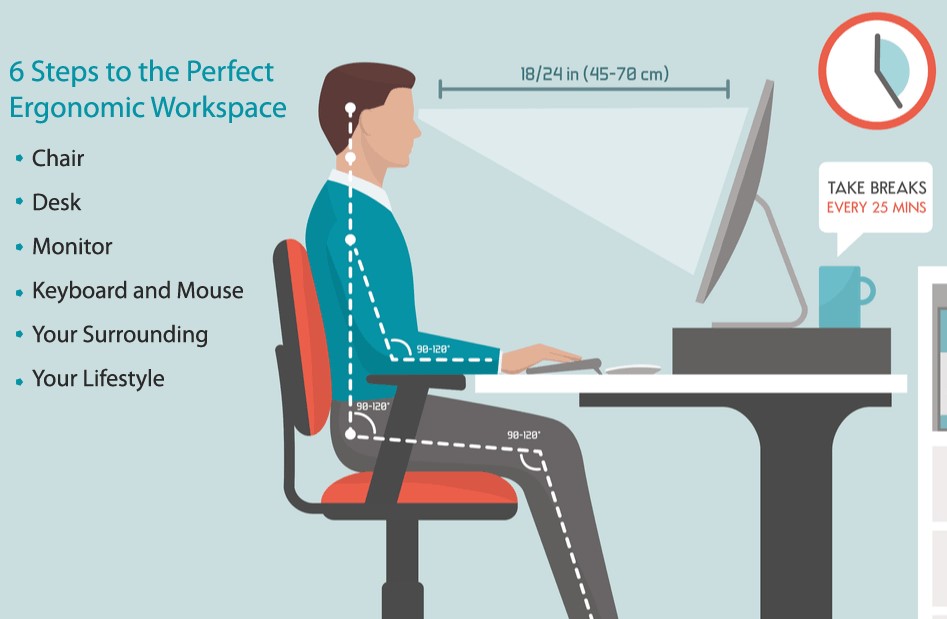 6 Steps to the Perfect
Ergonomic Workspace
Chair
Desk
Monitor
Keyboard and Mouse
Your Surrounding
Your Lifestyle
18/24 in (45-70 cm)
TAKE BREAKS
EVERY 25 MINS
90-120°
90-120°
90-120°